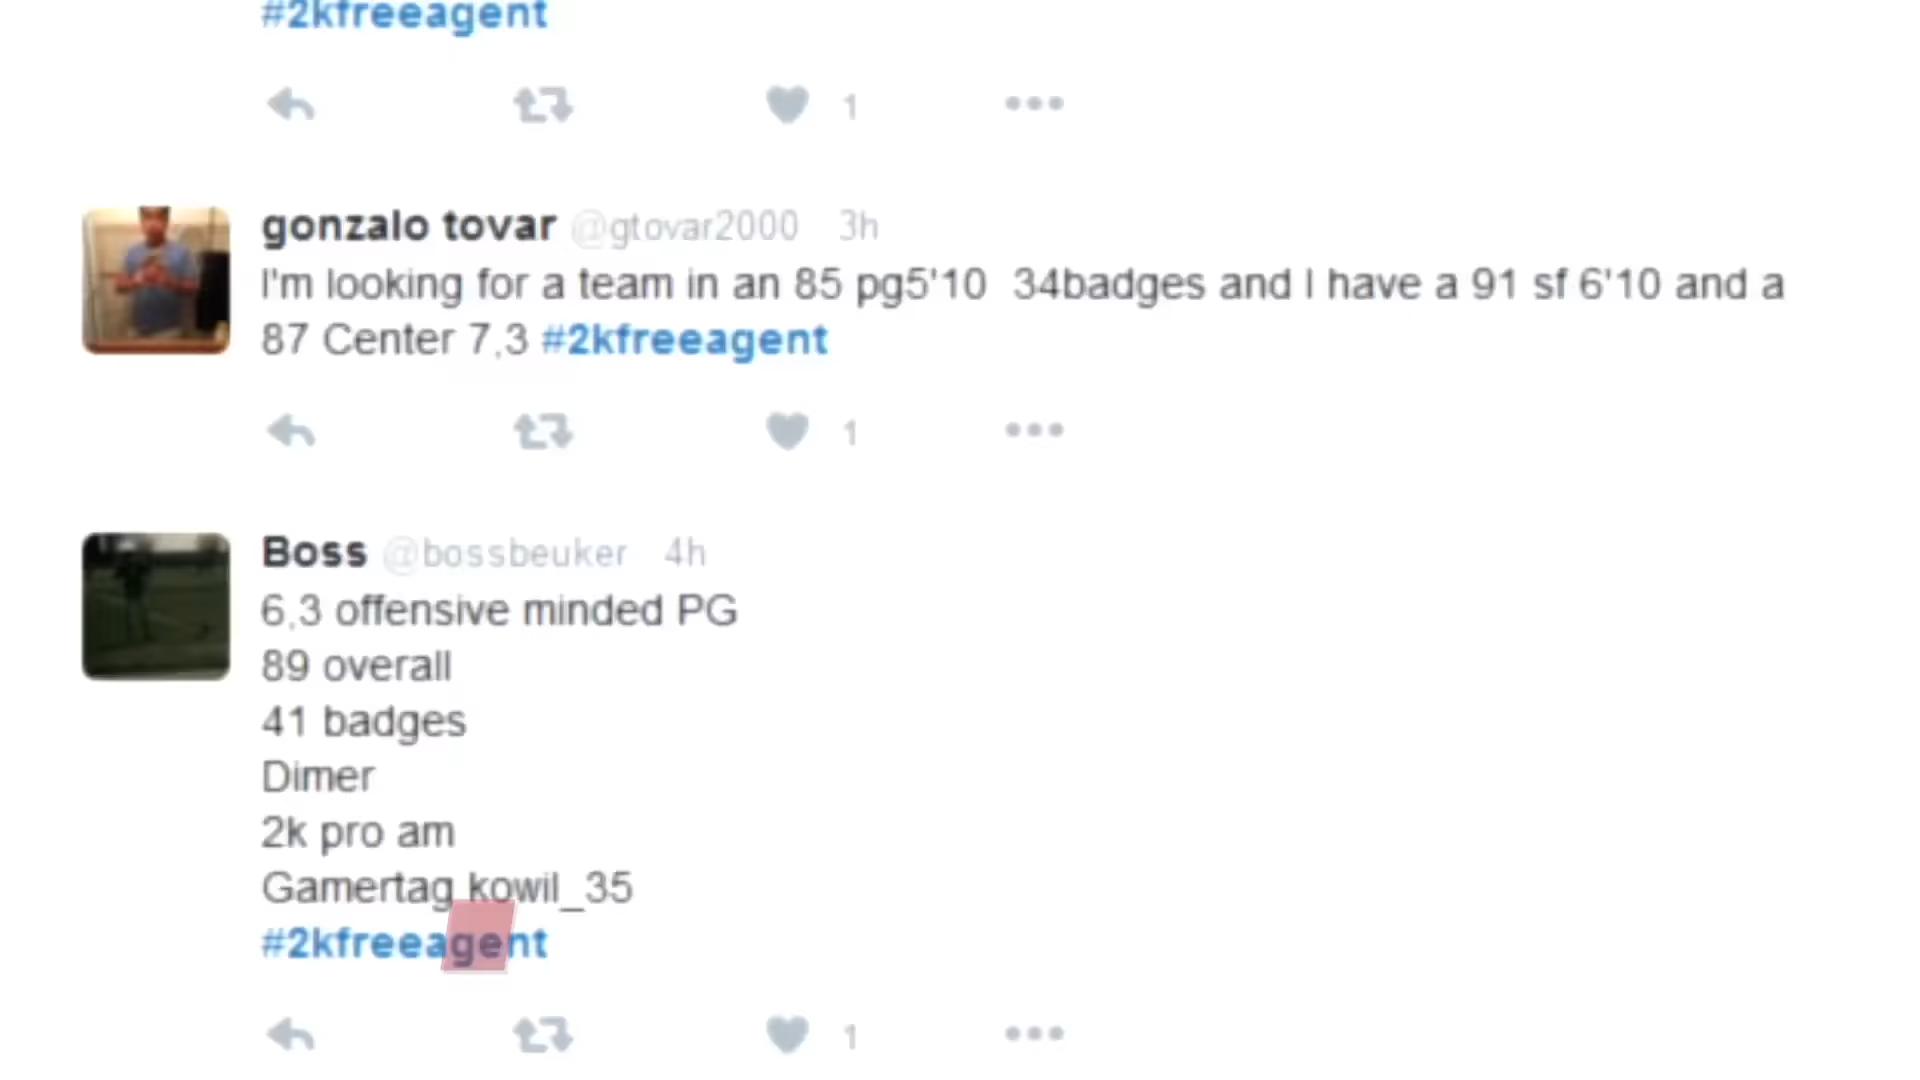 #2kfreeagent
1
gonzalo tovar @gtovar2000 3h
I'm looking for a team in an 85 pg5'10 34badges and I have a 91 sf 6'10 and a
87 Center 7,3 #2kfreeagent
1
Boss @bossbeuker 4h
6,3 offensive minded PG
89 overall
41 badges
Dimer
2k pro am
Gamertag kowil_35
#2kfreeagent
1